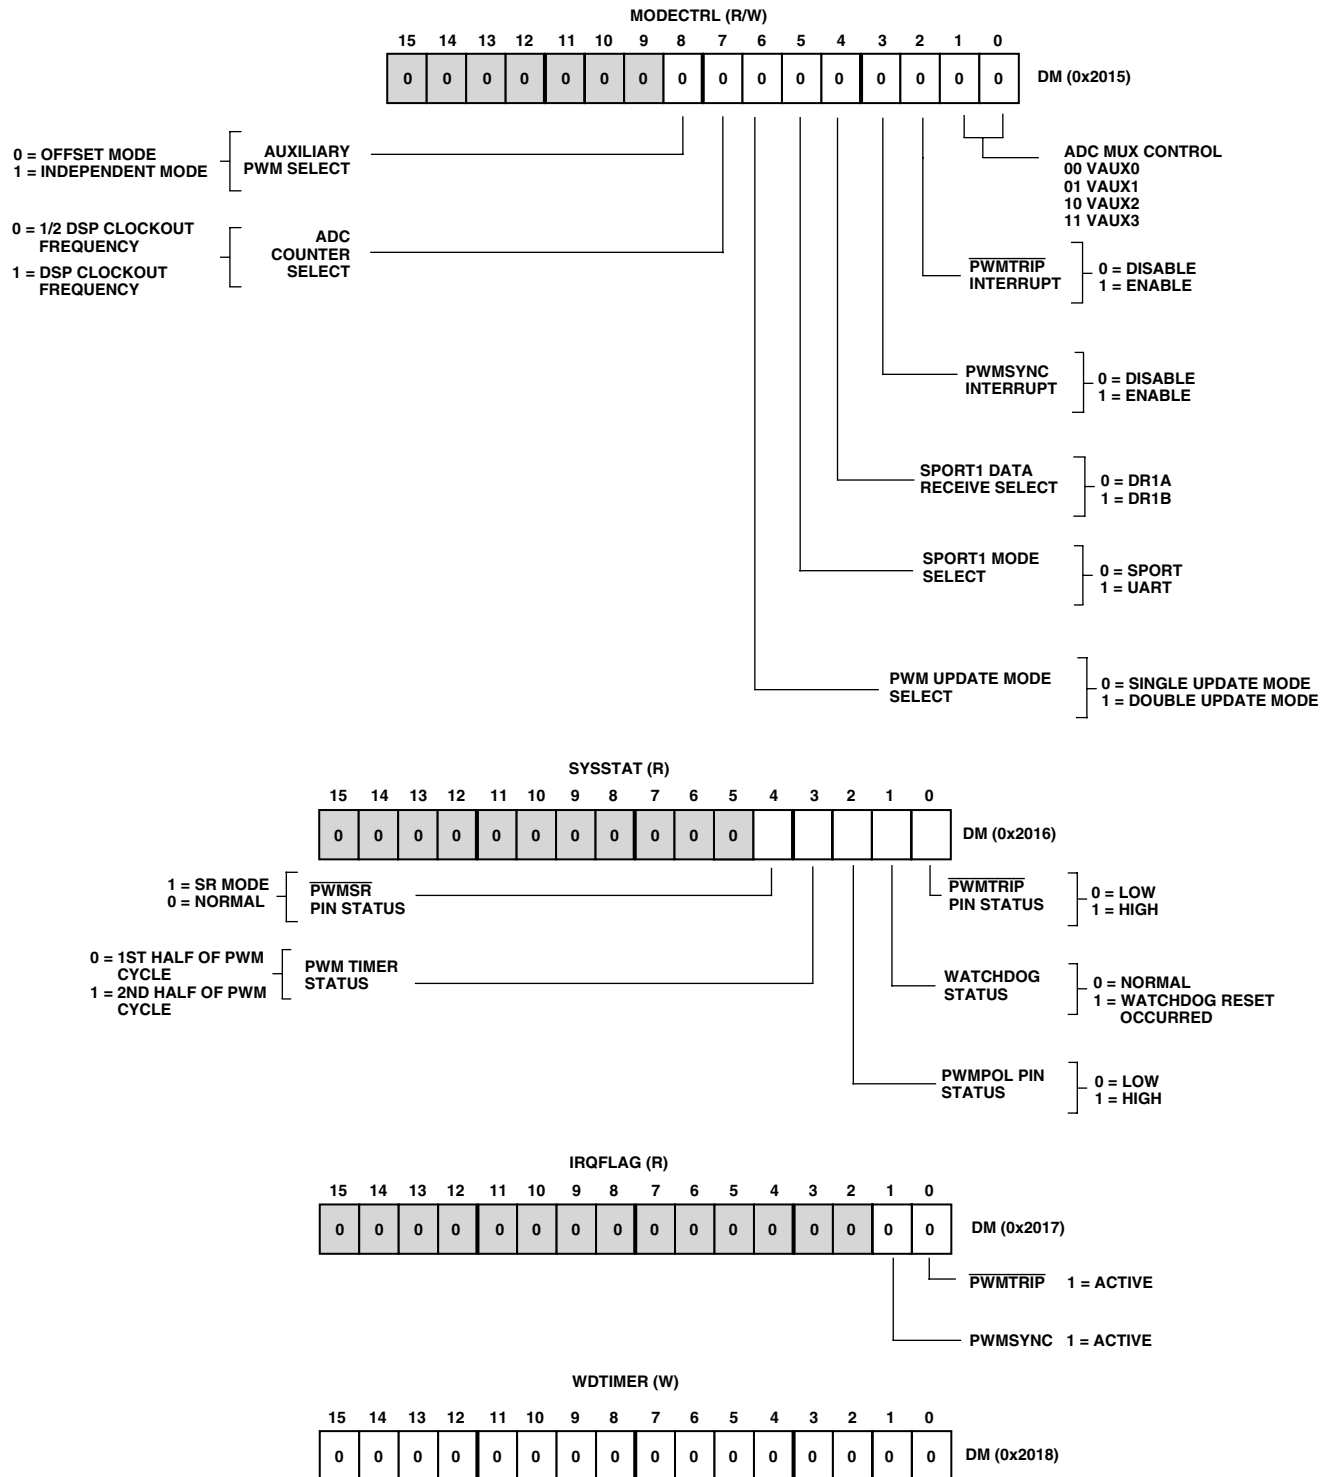 MODECTRL (R/W)
15 14 13 12 11 10 9 8 7 6 5 4 3 2 1 0
0 0 0 0 0 0 0 0 0 0 0 0 0 0 0 0 DM (0x2015)
0 = OFFSET MODE
1 = INDEPENDENT MODE
AUXILIARY
PWM SELECT
ADC MUX CONTROL
00 VAUX0
01 VAUX1
10 VAUX2
11 VAUX3
0 = 1/2 DSP CLOCKOUT
FREQUENCY
1 = DSP CLOCKOUT
FREQUENCY
ADC
COUNTER
SELECT
PWMTRIP
INTERRUPT
0 = DISABLE
1 = ENABLE
PWMSYNC
INTERRUPT
0 = DISABLE
1 = ENABLE
SPORT1 DATA
RECEIVE SELECT
0 = DR1A
1 = DR1B
SPORT1 MODE
SELECT
0 = SPORT
1 = UART
PWM UPDATE MODE
SELECT
0 = SINGLE UPDATE MODE
1 = DOUBLE UPDATE MODE
SYSSTAT (R)
15 14 13 12 11 10 9 8 7 6 5 4 3 2 1 0
0 0 0 0 0 0 0 0 0 0 0 DM (0x2016)
1 = SR MODE
0 = NORMAL
PWMSR
PIN STATUS
PWMTRIP
PIN STATUS
0 = LOW
1 = HIGH
0 = 1ST HALF OF PWM
CYCLE
1 = 2ND HALF OF PWM
CYCLE
PWM TIMER
STATUS
WATCHDOG
STATUS
0 = NORMAL
1 = WATCHDOG RESET
OCCURRED
PWMPOL PIN
STATUS
0 = LOW
1 = HIGH
IRQFLAG (R)
15 14 13 12 11 10 9 8 7 6 5 4 3 2 1 0
0 0 0 0 0 0 0 0 0 0 0 0 0 0 0 0 DM (0x2017)
PWMTRIP 1 = ACTIVE
PWMSYNC 1 = ACTIVE
WDTIMER (W)
15 14 13 12 11 10 9 8 7 6 5 4 3 2 1 0
0 0 0 0 0 0 0 0 0 0 0 0 0 0 0 0 DM (0x2018)